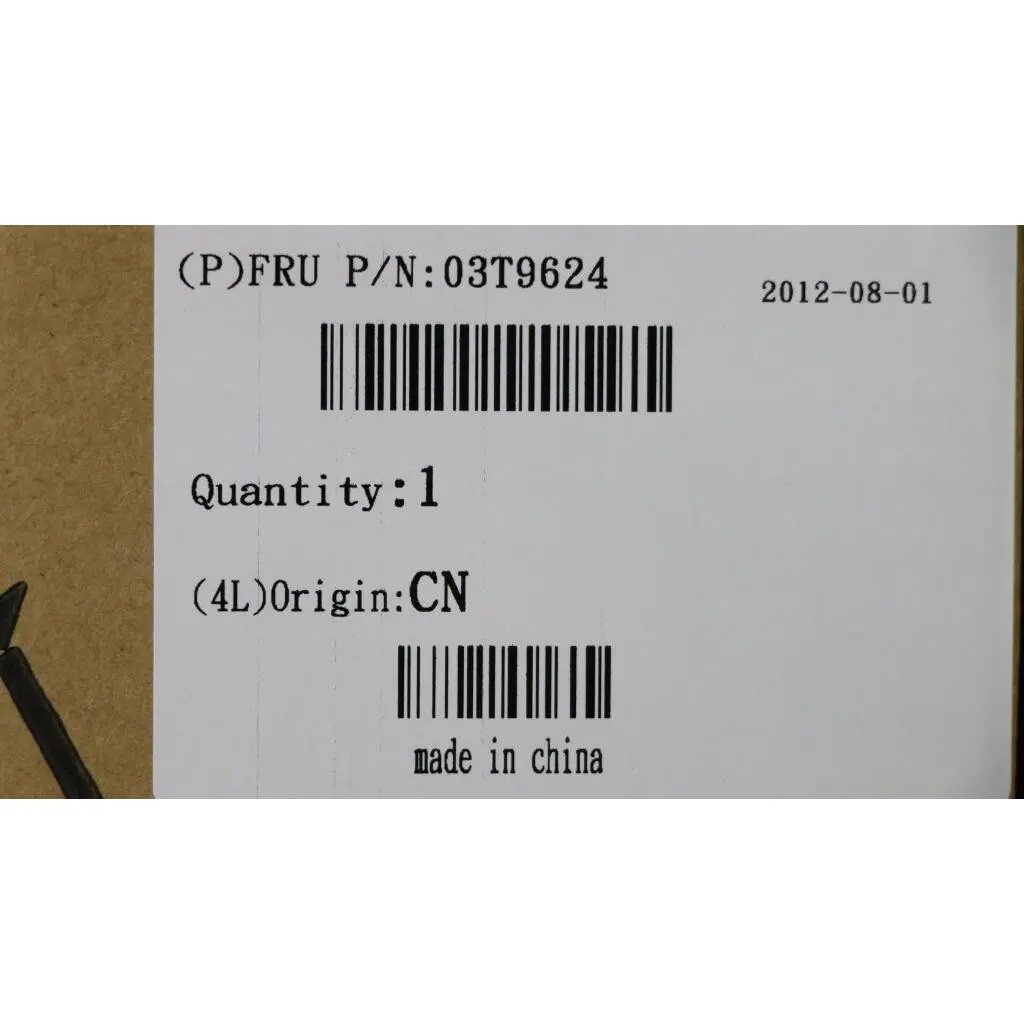 (P)FRU P/N:03T9624
2012-08-01
Quantity:1
(4L)Origin:CN
made in china